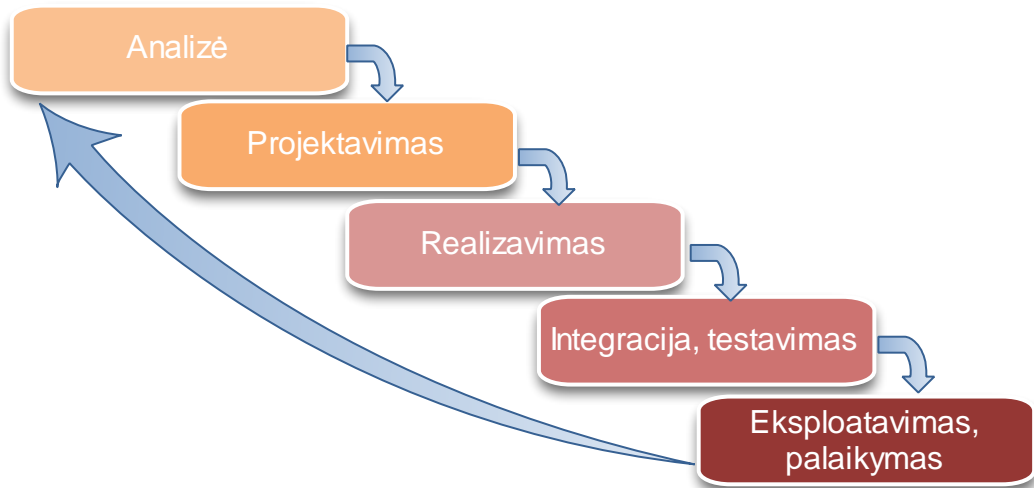 Analizė
Projektavimas
Realizavimas
Integracija, testavimas
Eksploatavimas,
palaikymas